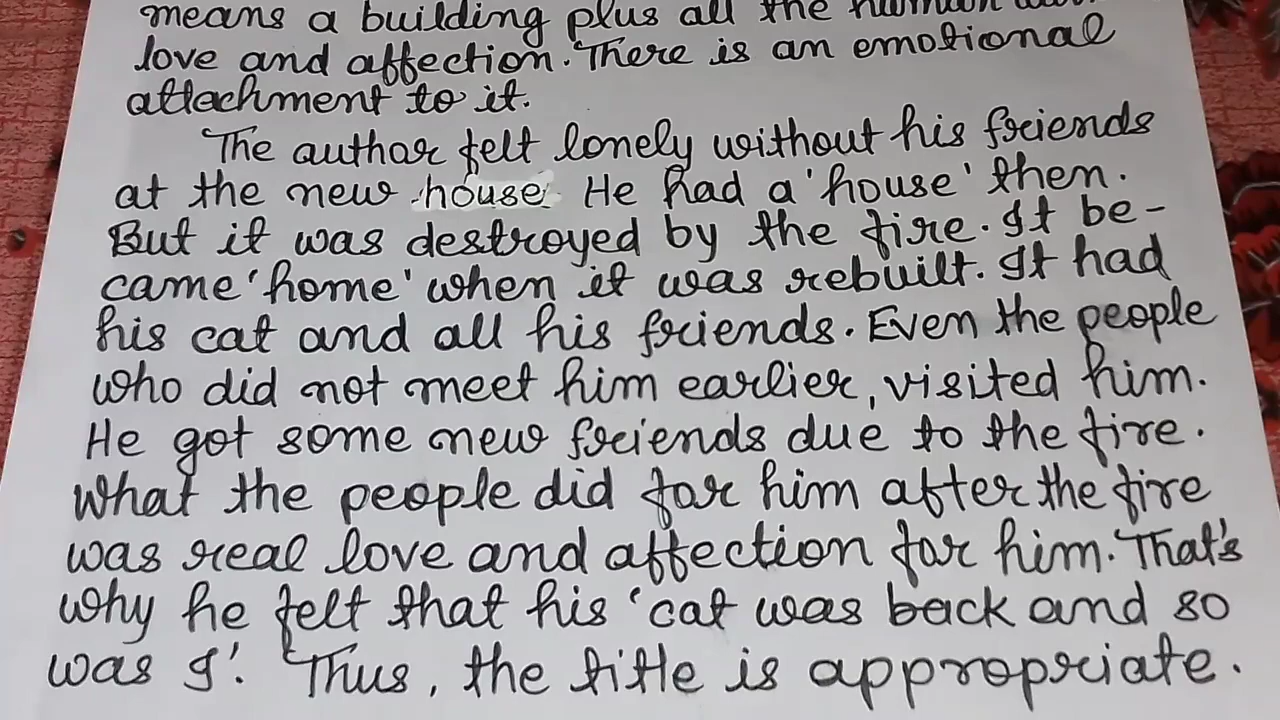 means a building plus all the human
love and affection. There is an emotional
attachment to it.
The author felt lonely without his friends
at the new house He had a 'house' then.
But it was destroyed by the fire. It be-
came 'home' when it was rebuilt. It had
his cat and all his friends. Even the people
who did not meet him earlier, visited him.
He got some new friends due to the fire.
What the people did for him after the fire
was real love and affection for him. That's
why he felt that his 'cat was back and so
was I'. Thus, the title is appropriate.